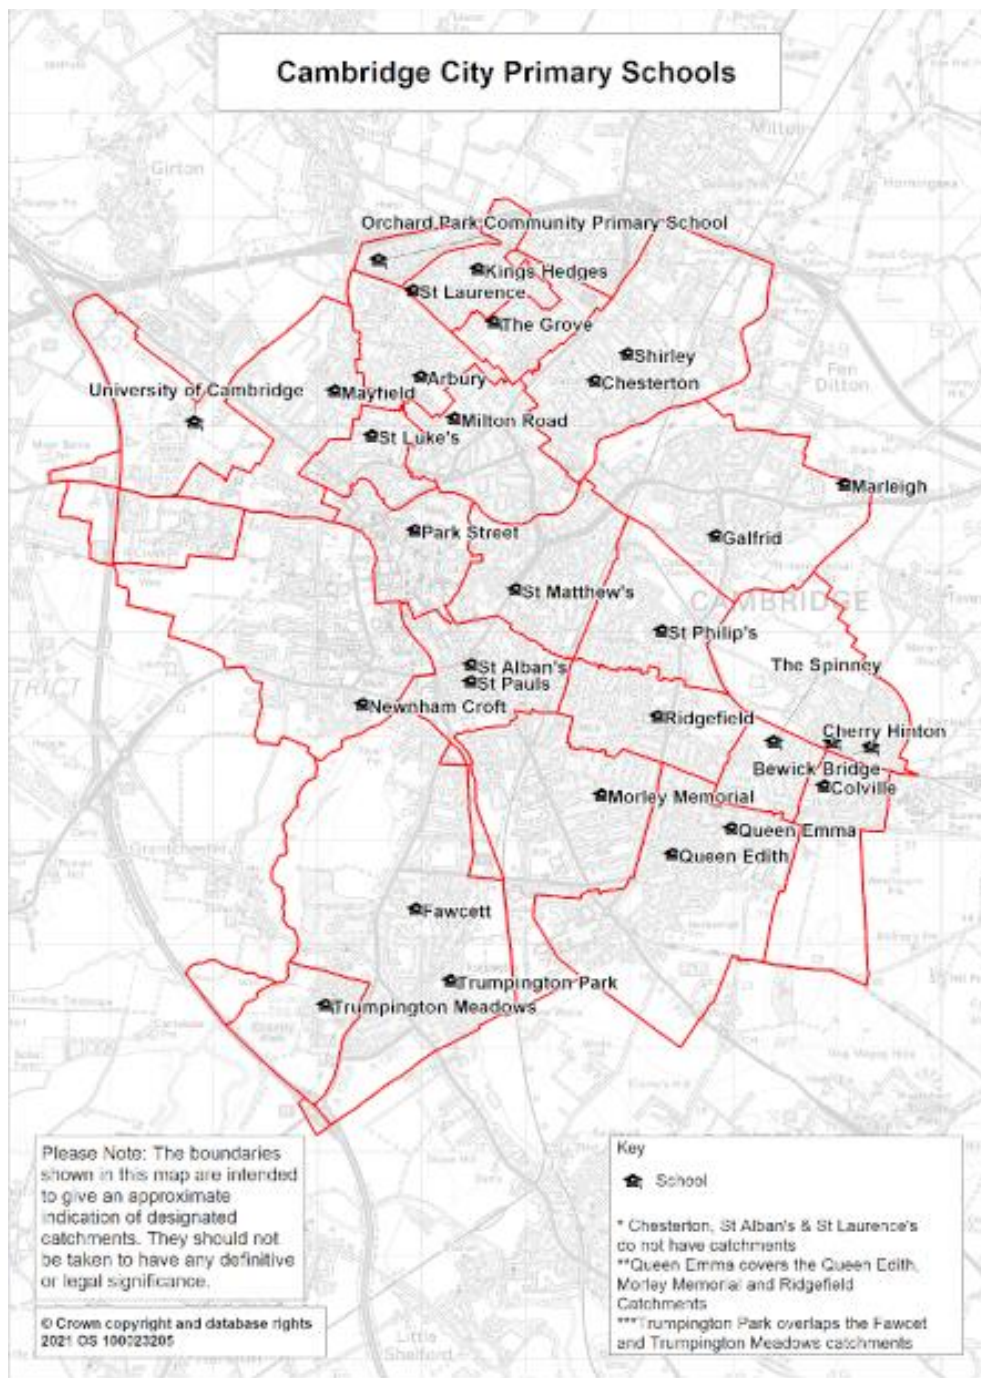 Cambridge City Primary Schools
Girton
Milton
Orchard Park Community Primary School
Kings Hedges
St Laurence
The Grove
Shirley
Fen
Ditton
University of Cambridge
Mayfield
Arbury
Chesterton
Milton Road
St Luke's
Marleigh
Park Street
Galfrid
St Matthew's
CAMBRIDGE
St Philip's
St Alban's
St Pauls
The Spinney
Newnham Croft
Ridgefield
Cherry Hinton
Bewick Bridge
Colville
Morley Memorial
Queen Emma
Queen Edith
Fawcett
Trumpington Park
Trumpington Meadows
Please Note: The boundaries
shown in this map are intended
to give an approximate
indication of designated
catchments. They should not
be taken to have any definitive
or legal significance.
© Crown copyright and database rights
2021 OS 100023205
Key
School
* Chesterton, St Alban's & St Laurence's
do not have catchments
**Queen Emma covers the Queen Edith,
Morley Memorial and Ridgefield
Catchments
***Trumpington Park overlaps the Fawcet
and Trumpington Meadows catchments
Little
Shelford